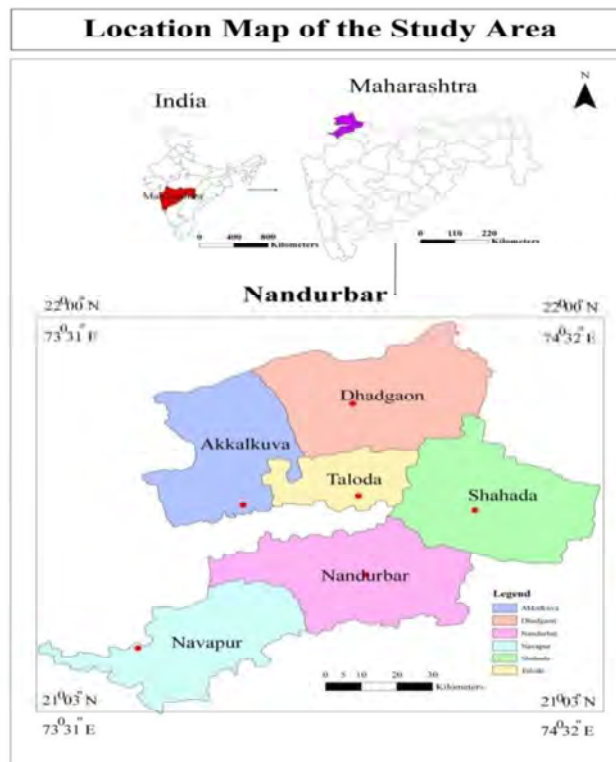 Location Map of the Study Area
N
India
Maharashtra
0 400 800
Kilometers
0 110 220
Kilometers
Nandurbar
22°00" N
73°31" E
22°00" N
74°32" E
Dhadgaon
Akkalkuva
Taloda
Shahada
Nandurbar
Navapur
Legend
Akkalkuva
Dhadgaon
Nandurbar
Navapur
Shahada
Taloda
0 5 10 20 30
Kilometers
21°03" N
73°31" E
21°03" N
74°32" E